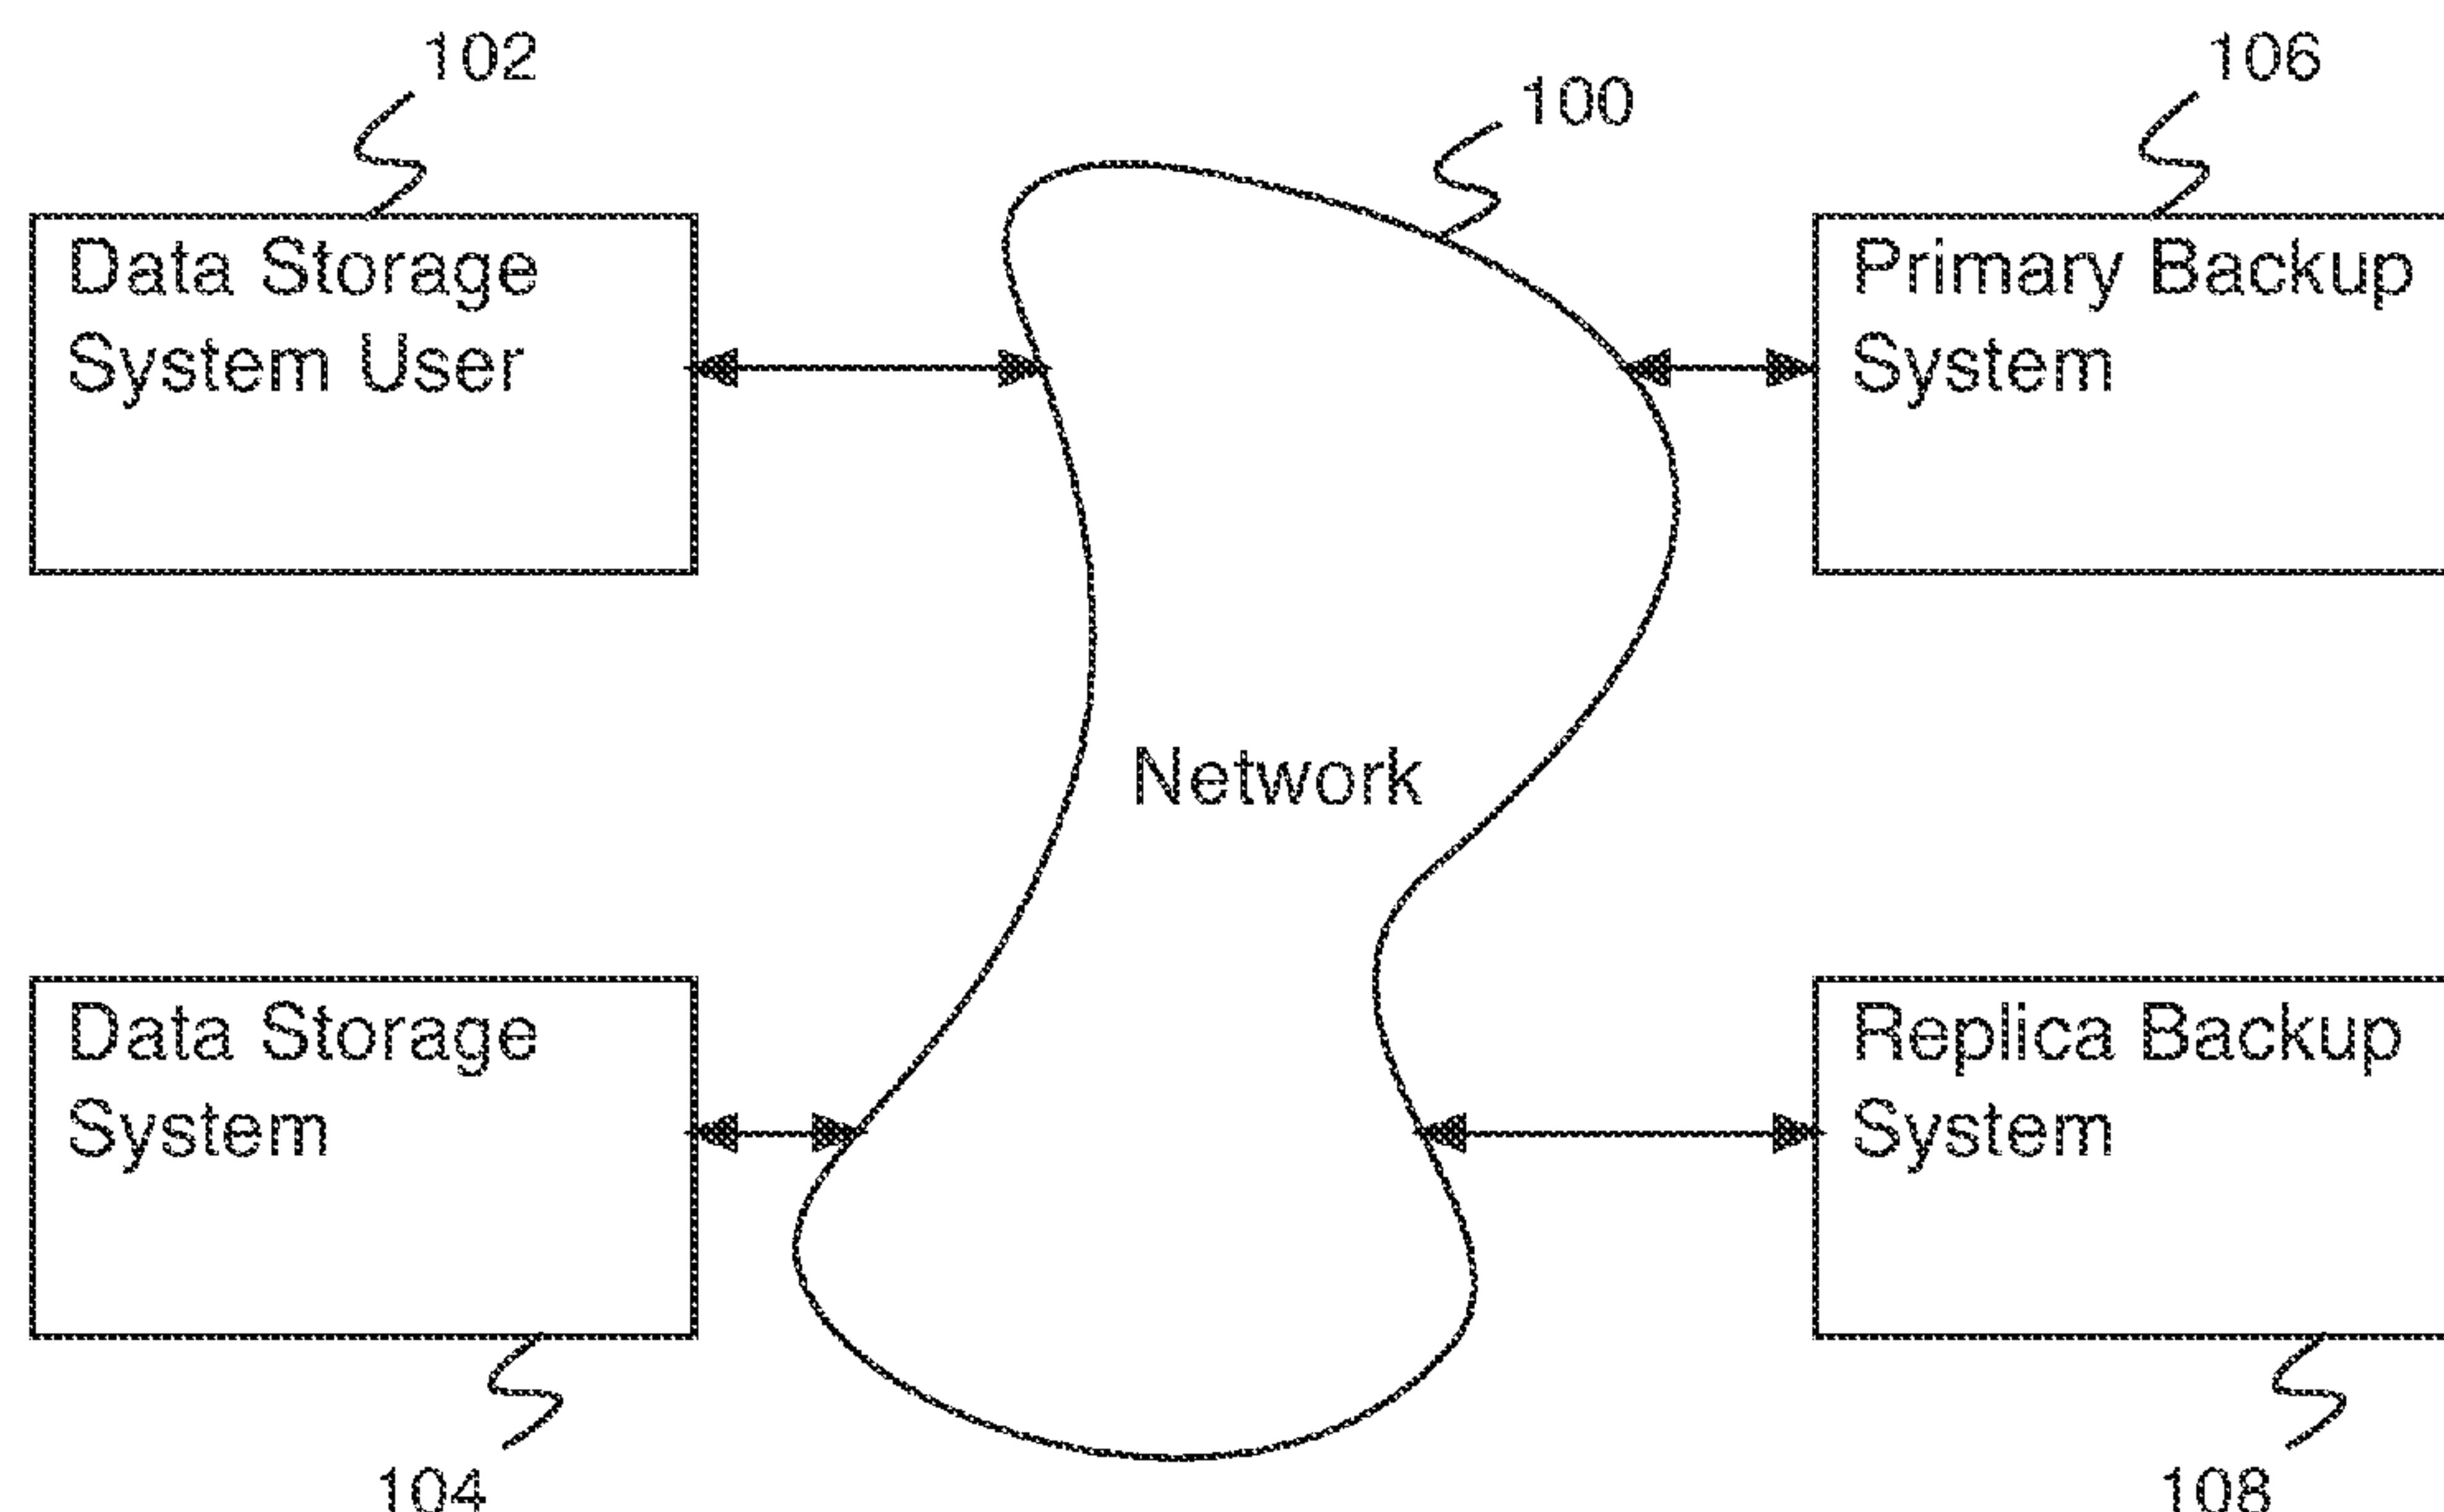 102
100
106
Data Storage
System User
Primary Backup
System
Network
Data Storage
System
Replica Backup
System
104
108